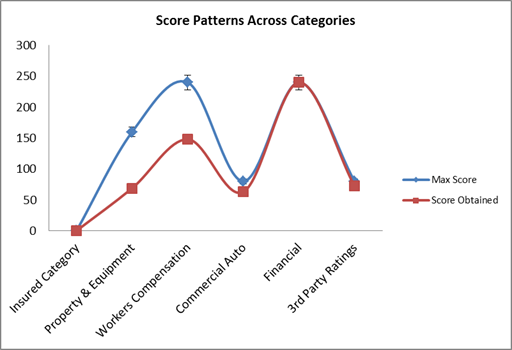 Score Patterns Across Categories
300
250
200
150
100
50
0
Max Score
Score Obtained
Insured Category
Property & Equipment
Workers Compensation
Commercial Auto
Financial
3rd Party Ratings